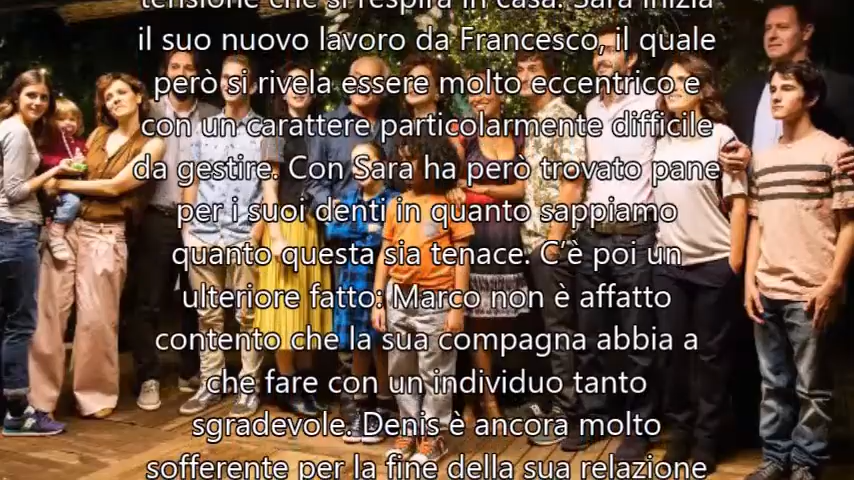 tensione che si respira in casa. Sara inizia
il suo nuovo lavoro da Francesco, il quale
però si rivela essere molto eccentrico e
con un carattere particolarmente difficile
da gestire. Con Sara ha però trovato pane
per i suoi denti in quanto sappiamo
quanto questa sia tenace. C'è poi un
ulteriore fatto: Marco non è affatto
contento che la sua compagna abbia a
che fare con un individuo tanto
sgradevole. Denis è ancora molto
sofferente per la fine della sua relazione